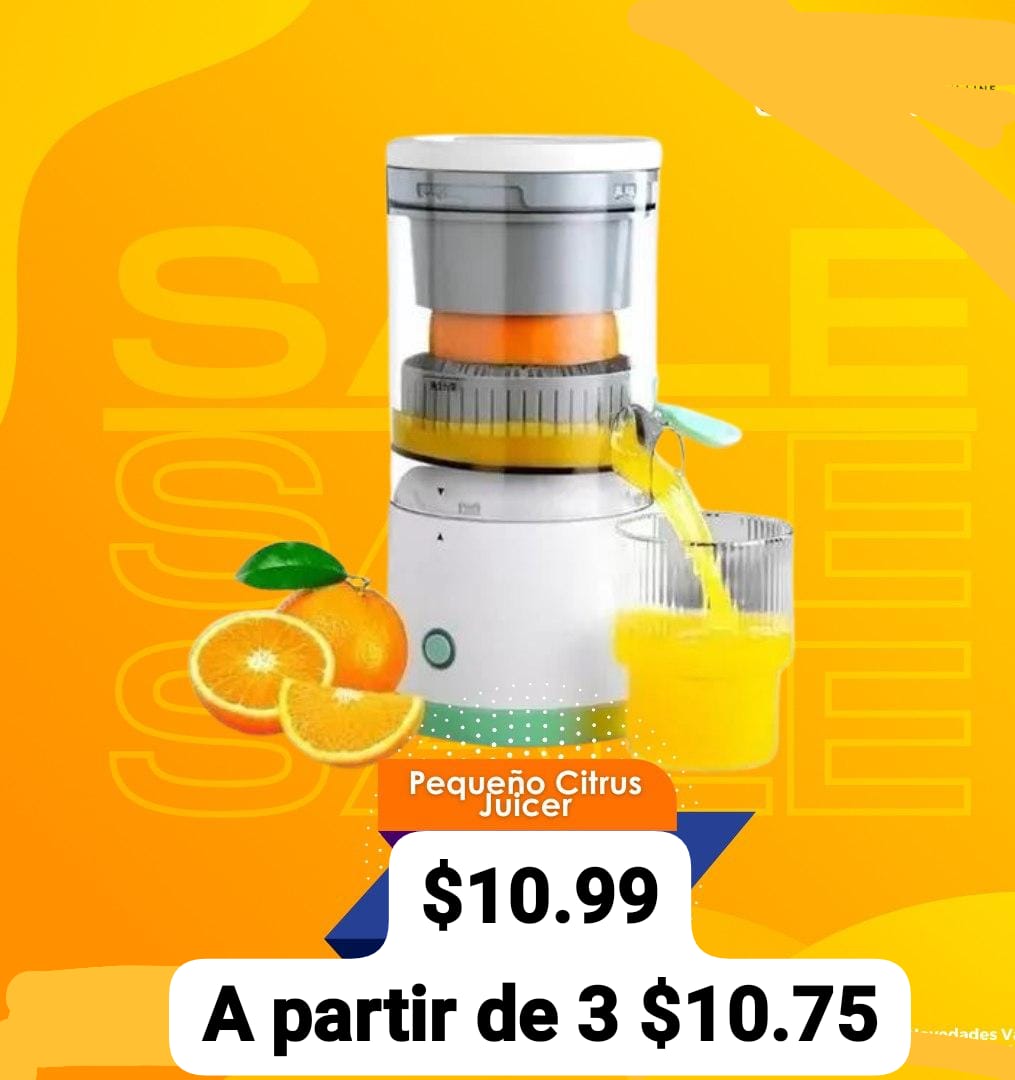 SALE
SALE
SALE
Pequeño Citrus
Juicer
$10.99
A partir de 3 $10.75